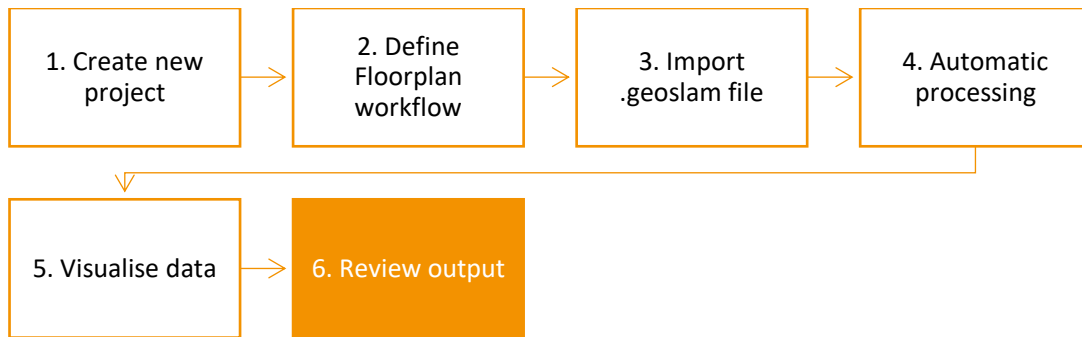 1. Create new
project
2. Define
Floorplan
workflow
3. Import
.geoslam file
4. Automatic
processing
5. Visualise data
6. Review output